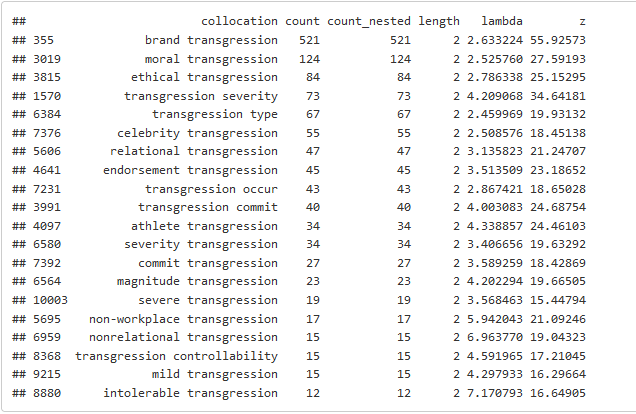 ##                         collocation count count_nested length   lambda        z
## 355              brand transgression   521          521      2 2.633224 55.92573
## 3019             moral transgression   124          124      2 2.525760 27.59193
## 3815           ethical transgression    84           84      2 2.786338 25.15295
## 1570          transgression severity    73           73      2 4.209068 34.64181
## 6384              transgression type    67           67      2 2.459969 19.93132
## 7376         celebrity transgression    55           55      2 2.508576 18.45138
## 5606        relational transgression    47           47      2 3.135823 21.24707
## 4641       endorsement transgression    45           45      2 3.513509 23.18652
## 7231             transgression occur    43           43      2 2.867421 18.65028
## 3991            transgression commit    40           40      2 4.003083 24.68754
## 4097           athlete transgression    34           34      2 4.338857 24.46103
## 6580          severity transgression    34           34      2 3.406656 19.63292
## 7392            commit transgression    27           27      2 3.589259 18.42869
## 6564         magnitude transgression    23           23      2 4.202294 19.66505
## 10003           severe transgression    19           19      2 3.568463 15.44794
## 5695     non-workplace transgression    17           17      2 5.942043 21.09246
## 6959     nonrelational transgression    15           15      2 6.963770 19.04323
## 8368   transgression controllability    15           15      2 4.591965 17.21045
## 9215              mild transgression    15           15      2 4.297933 16.29664
## 8880       intolerable transgression    12           12      2 7.170793 16.64905